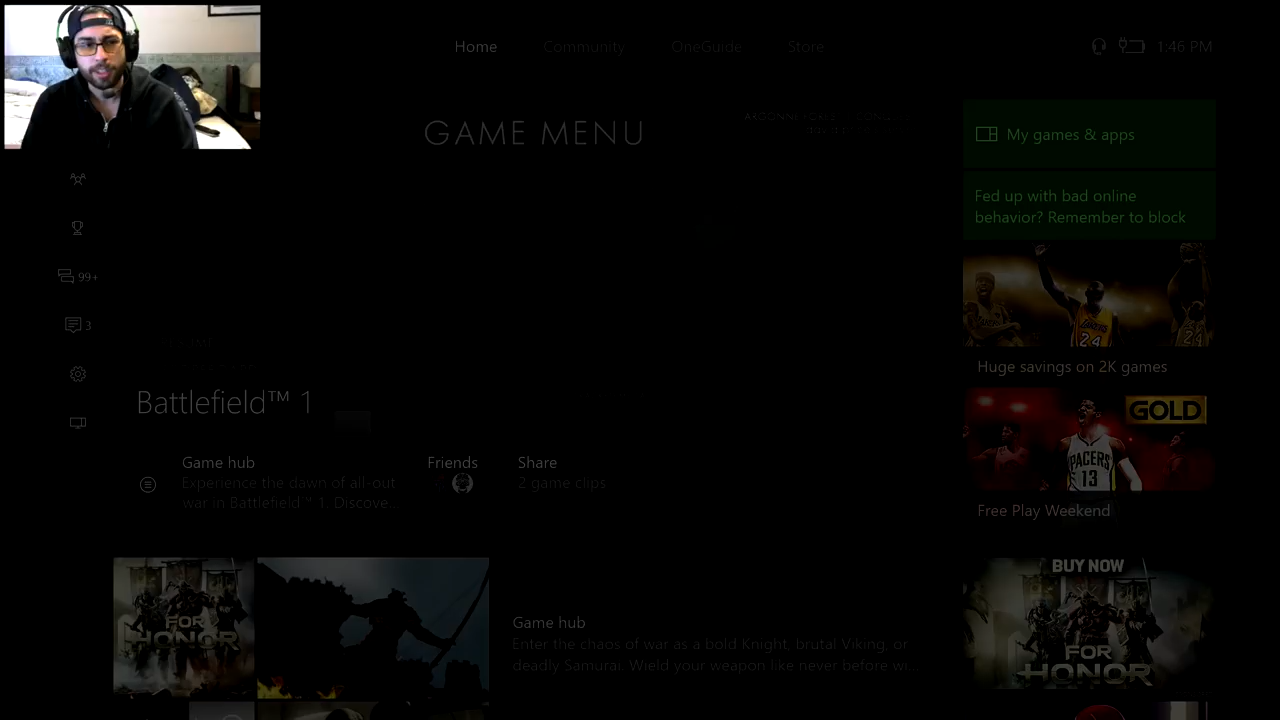 Home
Community
OneGuide
Store
1:46 PM
GAME MENU
My games & apps
Fed up with bad online
behavior? Remember to block
99+
3
24
24
Huge savings on 2K games
Battlefield™ 1
GOLD
PACERS
13
Game hub
Experience the dawn of all-out
war in Battlefield™ 1. Discove...
Friends
Share
2 game clips
Free Play Weekend
FOR
HONOR
Game hub
Enter the chaos of war as a bold Knight, brutal Viking, or
deadly Samurai. Wield your weapon like never before wi...
BUY NOW
FOR
HONOR